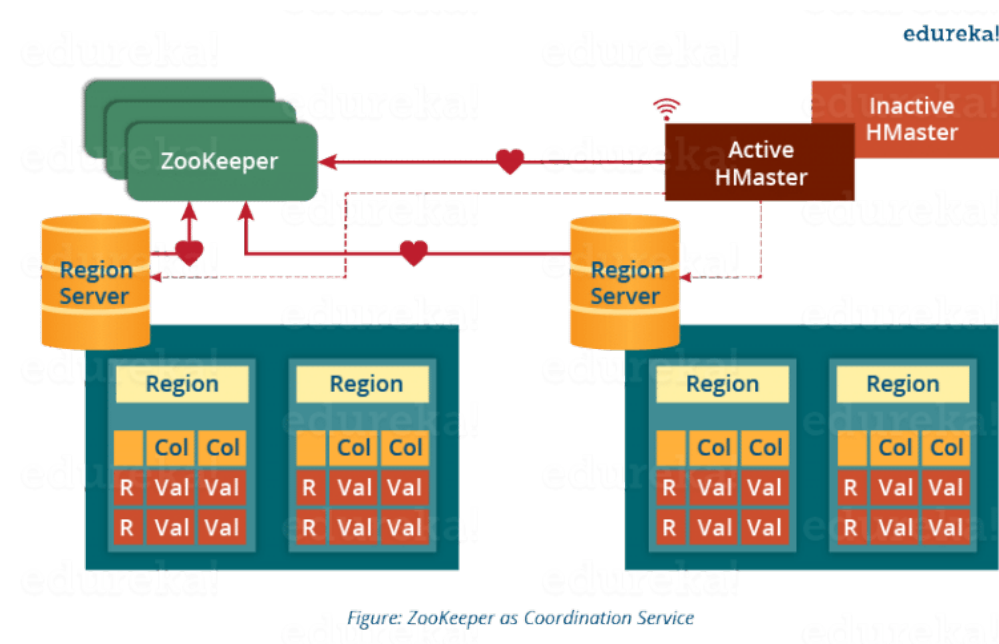 edureka!
Inactive
HMaster
ZooKeeper
Active
HMaster
Region
Server
Region
Server
Region
Region
Region
Region
Col Col
Col Col
Col Col
Col Col
R Val Val
R Val Val
R Val Val
R Val Val
R Val Val
R Val Val
R Val Val
R Val Val
Figure: ZooKeeper as Coordination Service